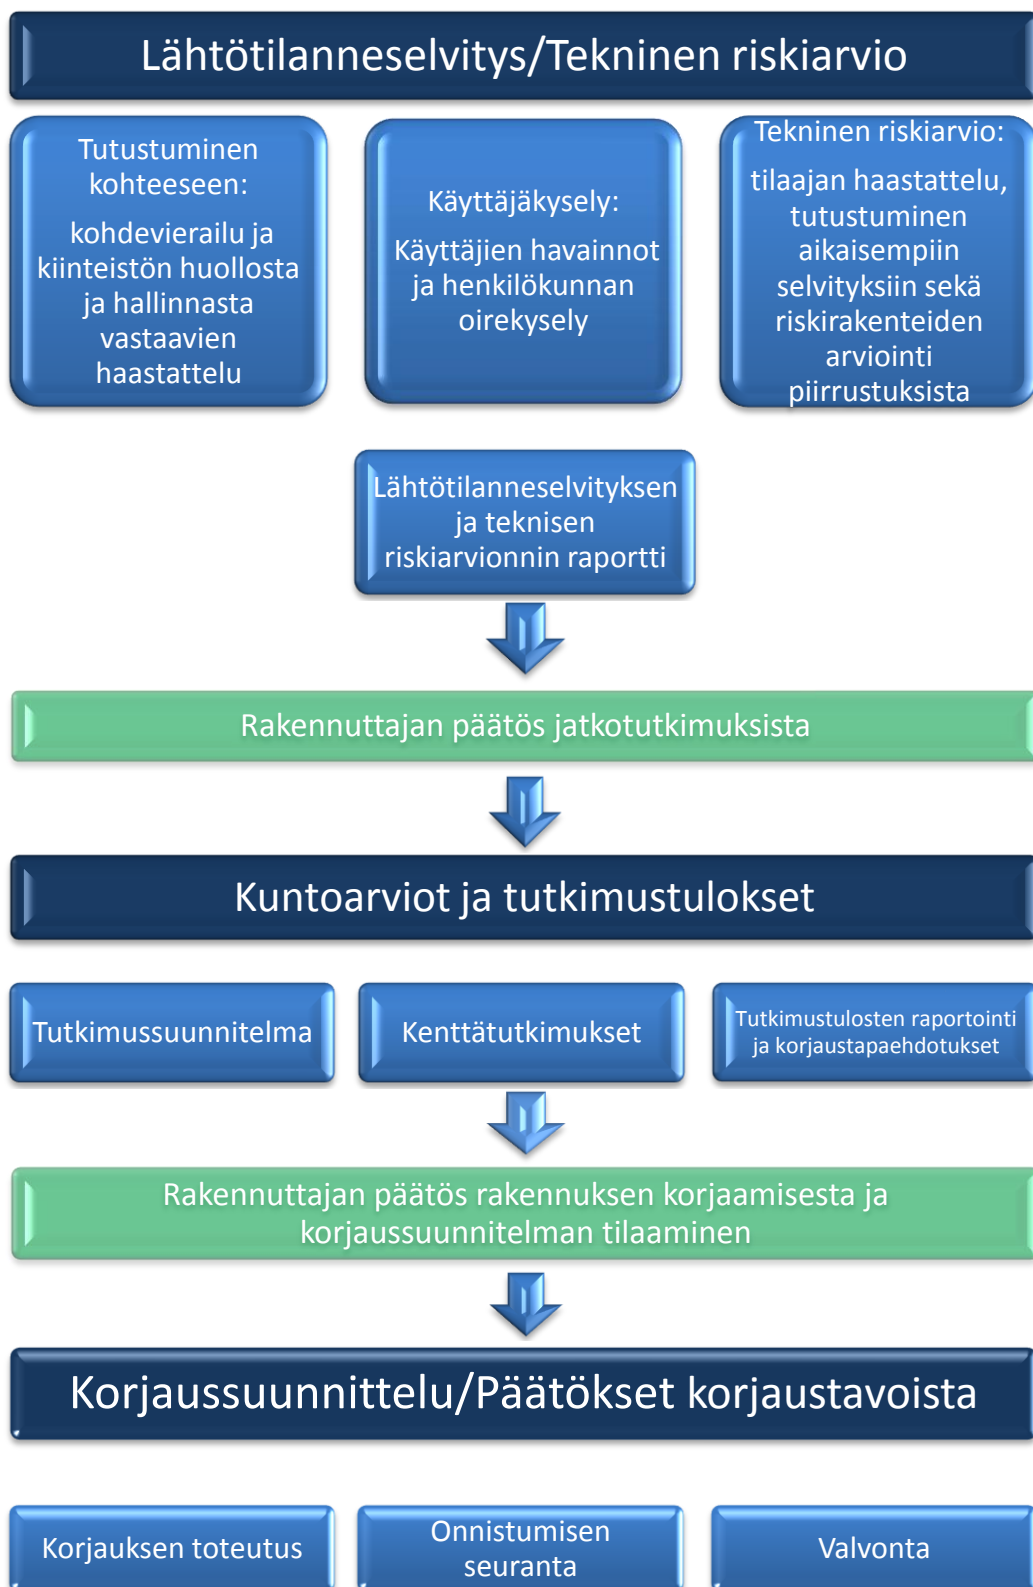 Lähtötilanneselvitys/Tekninen riskiarvio
Tutustuminen
kohteeseen:
kohdevierailu ja
kiinteistön huollosta
ja hallinnasta
vastaavien
haastattelu
Käyttäjäkysely:
Käyttäjien havainnot
ja henkilökunnan
oirekysely
Tekninen riskiarvio:
tilaajan haastattelu,
tutustuminen
aikaisempiin
selvityksiin sekä
riskirakenteiden
arviointi
piirrustuksista
Lähtötilanneselvityksen
ja teknisen
riskiarvionnin raportti
Rakennuttajan päätös jatkotutkimuksista
Kuntoarviot ja tutkimustulokset
Tutkimussuunnitelma
Kenttätutkimukset
Tutkimustulosten raportointi
ja korjaustapaehdotukset
Rakennuttajan päätös rakennuksen korjaamisesta ja
korjaussuunnitelman tilaaminen
Korjaussuunnittelu/Päätökset korjaustavoista
Korjauksen toteutus
Onnistumisen
seuranta
Valvonta